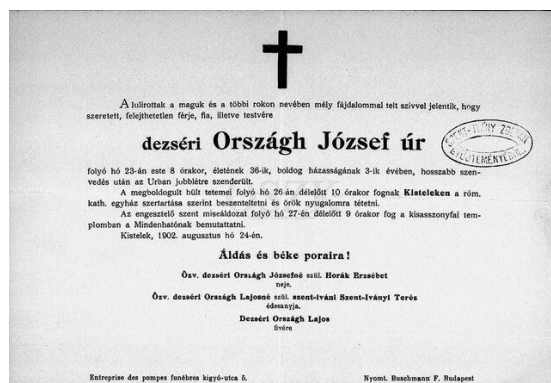 Alulirottak a maguk és a többi rokon nevében mély fájdalommal telt szivvel jelentik, hogy
szeretett, felejthetetlen férje, fia, illetve testvére
dezséri Országh József úr
SZENT-IVÁNY ZOLTÁN
GYŰJTEMÉNYÉBŐL
folyó hó 23-án este 8 órakor, életének 36-ik, boldog házasságának 3-ik évében, hosszabb szen-
vedés után az Urban jobblétre szenderült.
A megboldogult hült tetemei folyó hó 26-án délelőtt 10 órakor fognak Kisteleken a róm.
kath. egyház szertartása szerint beszenteltetni és örök nyugalomra tétetni.
Az engesztelő szent miseáldozat folyó hó 27-én délelőtt 9 órakor fog a kisasszonyfai tem-
plomban a Mindenhatónak bemutattatni.
Kistelek, 1902. augusztus hó 24-én.
Áldás és béke poraira!
Özv. dezséri Országh Józsefné szül. Horák Erzsébet
neje.
Özv. dezséri Országh Lajosné szül. szent-iváni Szent-Iványi Teréz
édesanyja.
Dezséri Országh Lajos
fivére
Entreprise des pompes funèbres kigyó-utca 5.
Nyomt. Buschmann F. Budapest